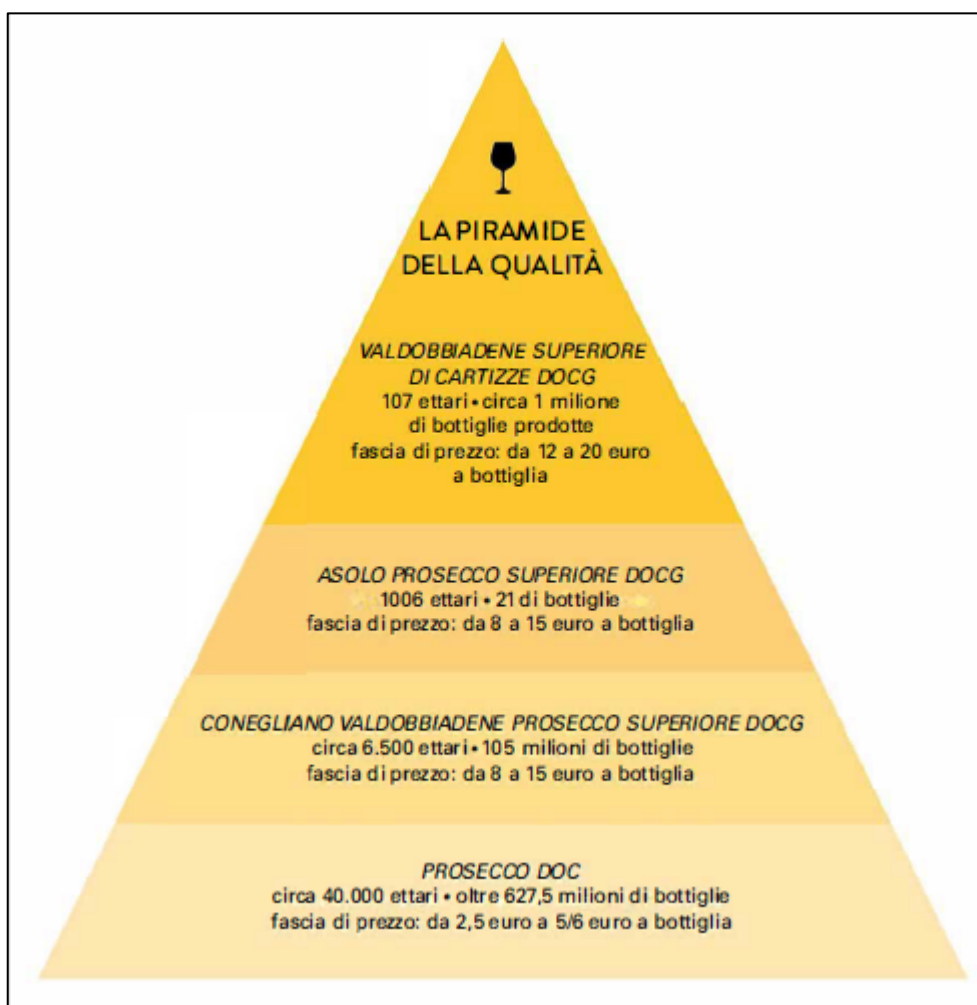 LA PIRAMIDE
DELLA QUALITÀ
VALDOBBIADENE SUPERIORE
DI CARTIZZE DOCG
107 ettari • circa 1 milione
di bottiglie prodotte
fascia di prezzo: da 12 a 20 euro
a bottiglia
ASOLO PROSECCO SUPERIORE DOCG
1006 ettari • 21 di bottiglie
fascia di prezzo: da 8 a 15 euro a bottiglia
CONEGLIANO VALDOBBIADENE PROSECCO SUPERIORE DOCG
circa 6.500 ettari • 105 milioni di bottiglie
fascia di prezzo: da 8 a 15 euro a bottiglia
PROSECCO DOC
circa 40.000 ettari • oltre 627,5 milioni di bottiglie
fascia di prezzo: da 2,5 euro a 5/6 euro a bottiglia